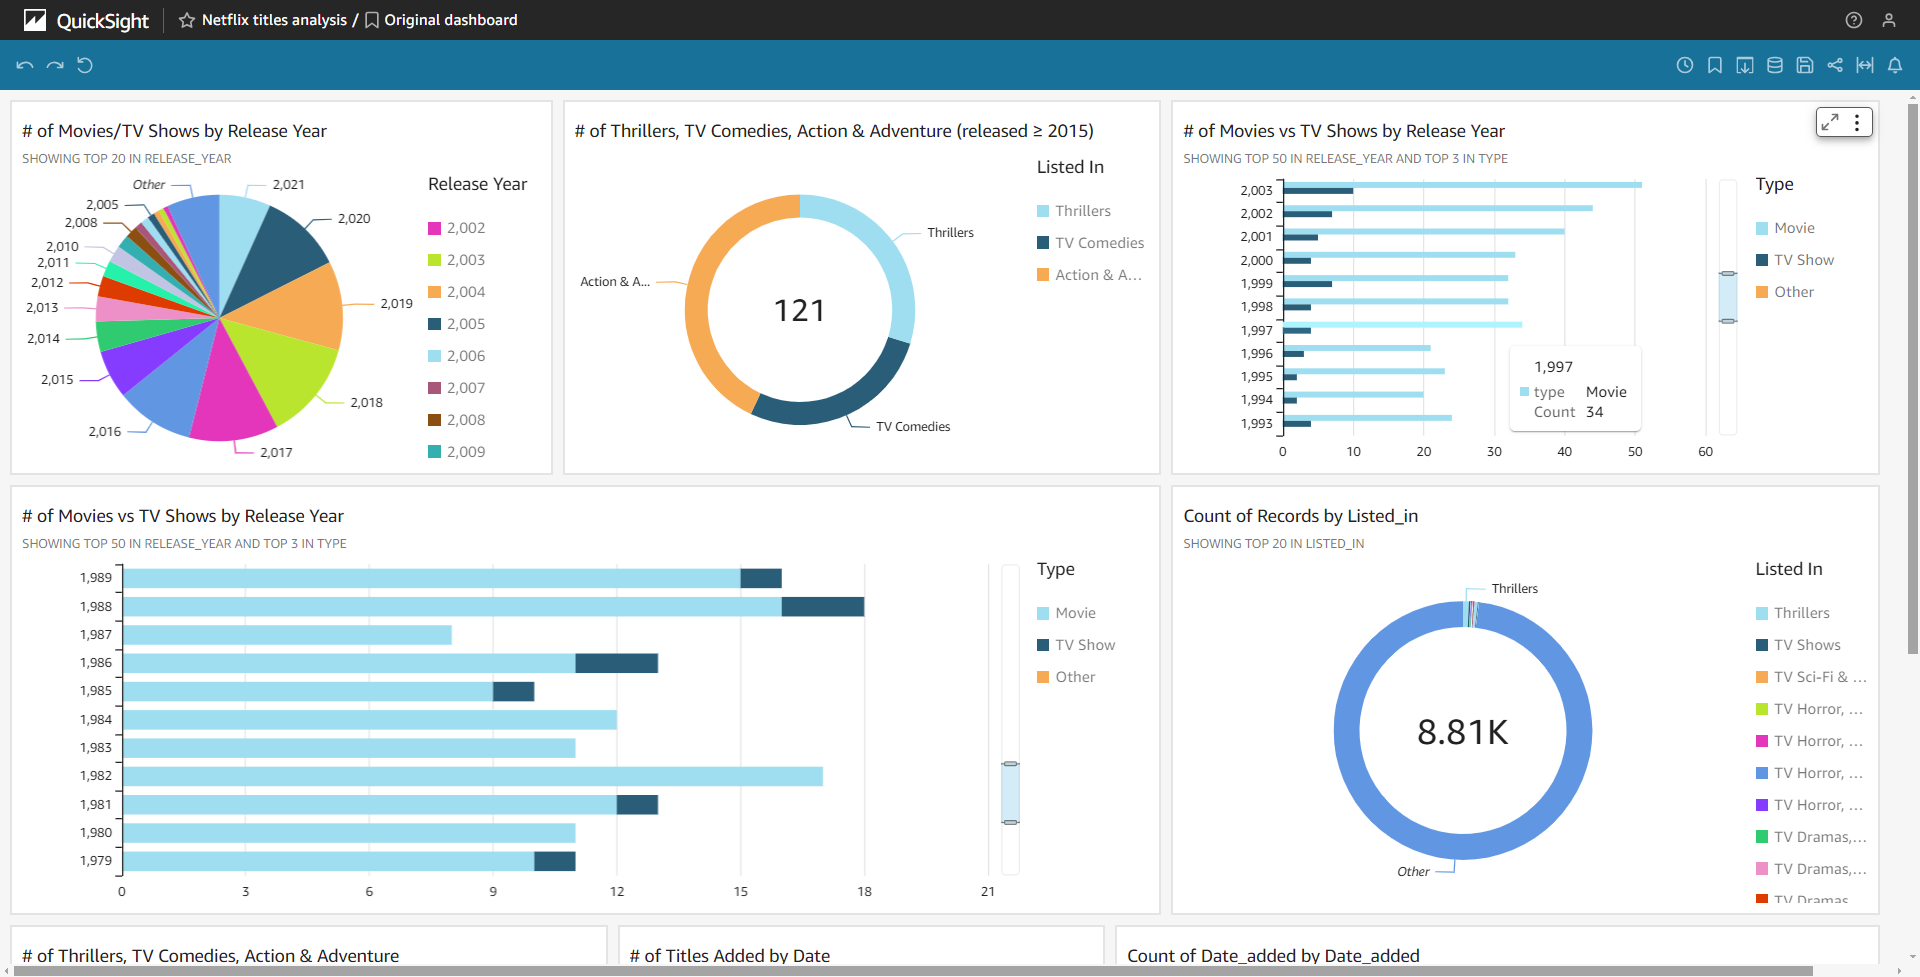 QuickSight
Netflix titles analysis / Original dashboard
# of Movies/TV Shows by Release Year
SHOWING TOP 20 IN RELEASE_YEAR
Other
2,021
2,020
2,019
2,018
2,017
2,016
2,015
2,014
2,013
2,012
2,011
2,010
2,008
2,005
Release Year
2,002
2,003
2,004
2,005
2,006
2,007
2,008
2,009
# of Thrillers, TV Comedies, Action & Adventure (released ≥ 2015)
Thrillers
Action & A...
121
TV Comedies
Listed In
Thrillers
TV Comedies
Action & A...
# of Movies vs TV Shows by Release Year
SHOWING TOP 50 IN RELEASE_YEAR AND TOP 3 IN TYPE
2,003
2,002
2,001
2,000
1,999
1,998
1,997
1,996
1,995
1,994
1,993
0 10 20 30 40 50 60
1,997
type Movie
Count 34
Type
Movie
TV Show
Other
# of Movies vs TV Shows by Release Year
SHOWING TOP 50 IN RELEASE_YEAR AND TOP 3 IN TYPE
1,989
1,988
1,987
1,986
1,985
1,984
1,983
1,982
1,981
1,980
1,979
0 3 6 9 12 15 18 21
Type
Movie
TV Show
Other
Count of Records by Listed_in
SHOWING TOP 20 IN LISTED_IN
Thrillers
8.81K
Other
Listed In
Thrillers
TV Shows
TV Sci-Fi & ...
TV Horror, ...
TV Horror, ...
TV Horror, ...
TV Horror, ...
TV Dramas,...
TV Dramas,...
TV Dramas
# of Thrillers, TV Comedies, Action & Adventure
# of Titles Added by Date
Count of Date_added by Date_added